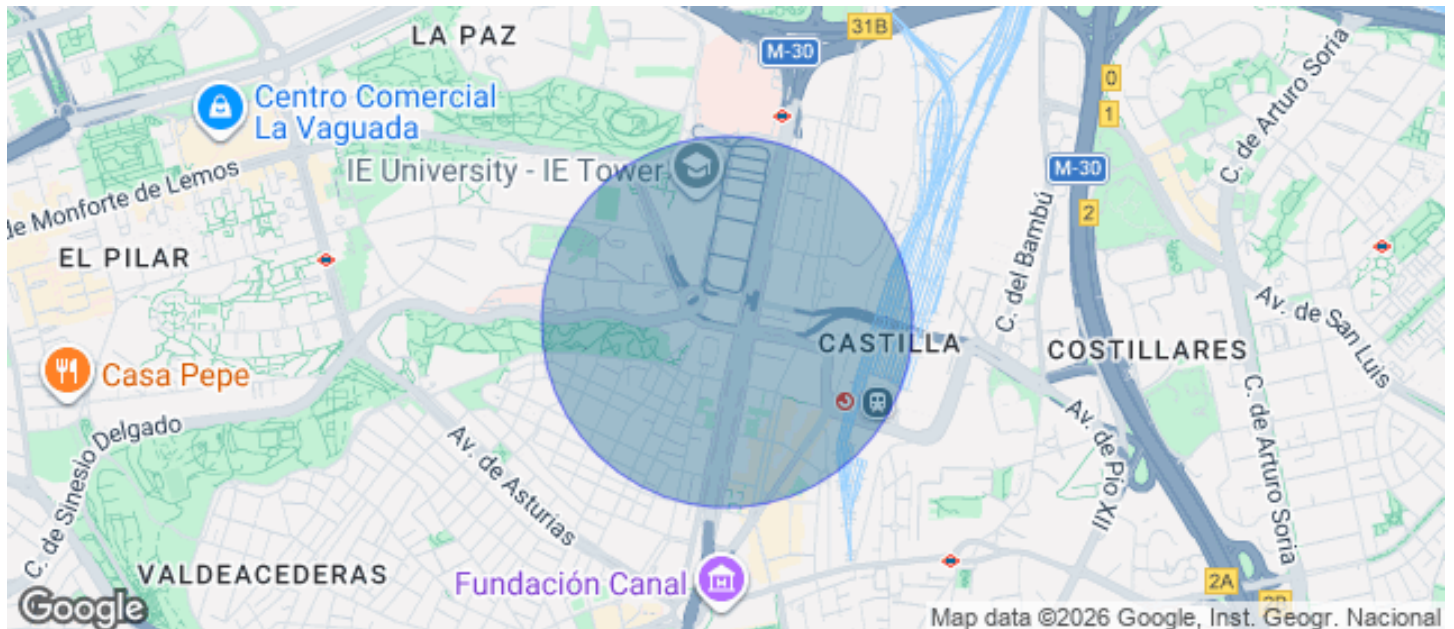 LA PAZ
31B
M-30
Centro Comercial
La Vaguada
0
1
C. de Arturo Soria
IE University - IE Tower
M-30
de Monforte de Lemos
2
EL PILAR
C. del Bambú
Av. de San Luis
CASTILLA
COSTILLARES
Casa Pepe
C. de Sinesio Delgado
Av. de Asturias
Av. de Pío XII
C. de Arturo Soria
VALDEACEDERAS
Fundación Canal
2A
Google
Map data ©2026 Google, Inst. Geogr. Nacional